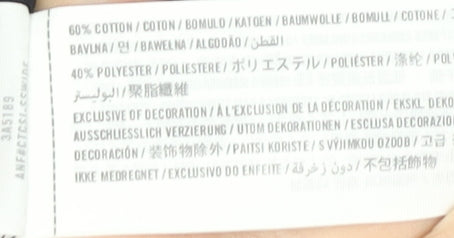 60% COTTON / COTON / BOMULD / KATOEN / BAUMWOLLE / BOMULL / COTONE /
BAVLNA / 면 / BAWEŁNA / ALGODÃO / القطن
40% POLYESTER / POLIESTERE / ポリエステル / POLIÉSTER / 涤纶 / POL
البوليستر / 聚脂纖維
EXCLUSIVE OF DECORATION / À L'EXCLUSION DE LA DÉCORATION / EKSKL. DEKO
AUSSCHLIESSLICH VERZIERUNG / UTOM DEKORATIONEN / ESCLUSA DECORAZIO
DECORACIÓN / 装饰物除外 / PAITSI KORISTE / S VÝJIMKOU OZDOB / 고급
IKKE MEDREGNET / EXCLUSIVO DO ENFEITE / دون زخرفة / 不包括飾物
3A5189